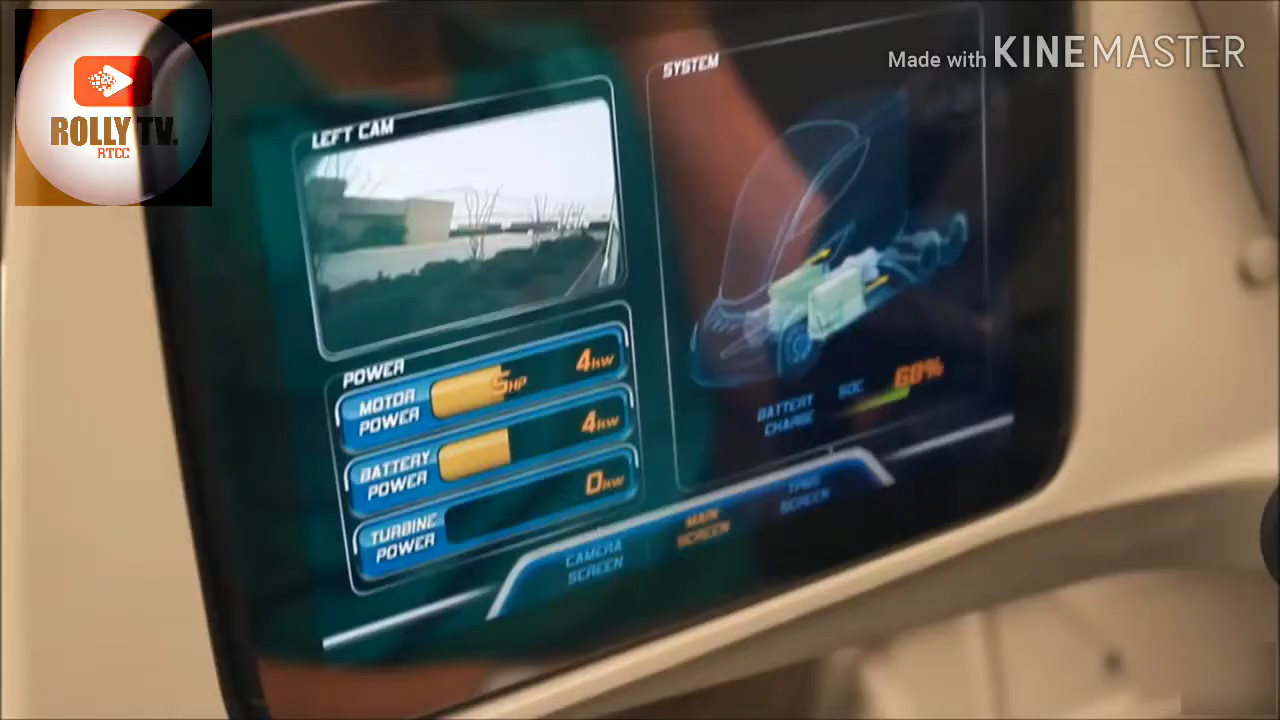 ROLLY TV.
RTCC
Made with KINEMASTER
LEFT CAM
SYSTEM
POWER
MOTOR
POWER
5HP
4KW
BATTERY
POWER
4KW
TURBINE
POWER
0KW
BATTERY
CHARGE
SOC
60%
CAMERA
SCREEN
MAIN
SCREEN
SCREEN